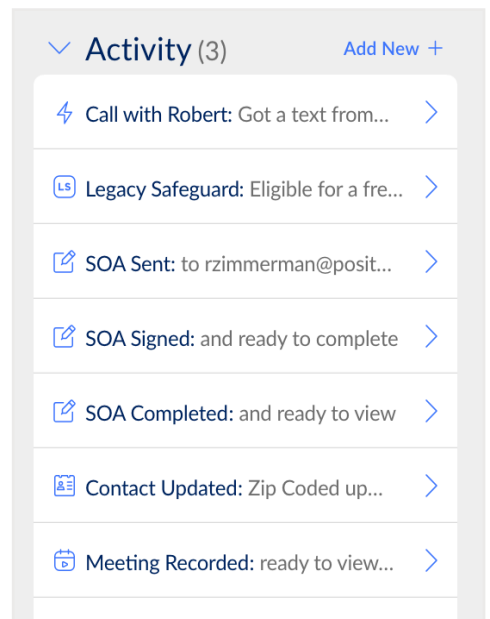 Activity (3) Add New +
Call with Robert: Got a text from...
LS Legacy Safeguard: Eligible for a fre...
SOA Sent: to rzimmerman@posit...
SOA Signed: and ready to complete
SOA Completed: and ready to view
Contact Updated: Zip Coded up...
Meeting Recorded: ready to view...